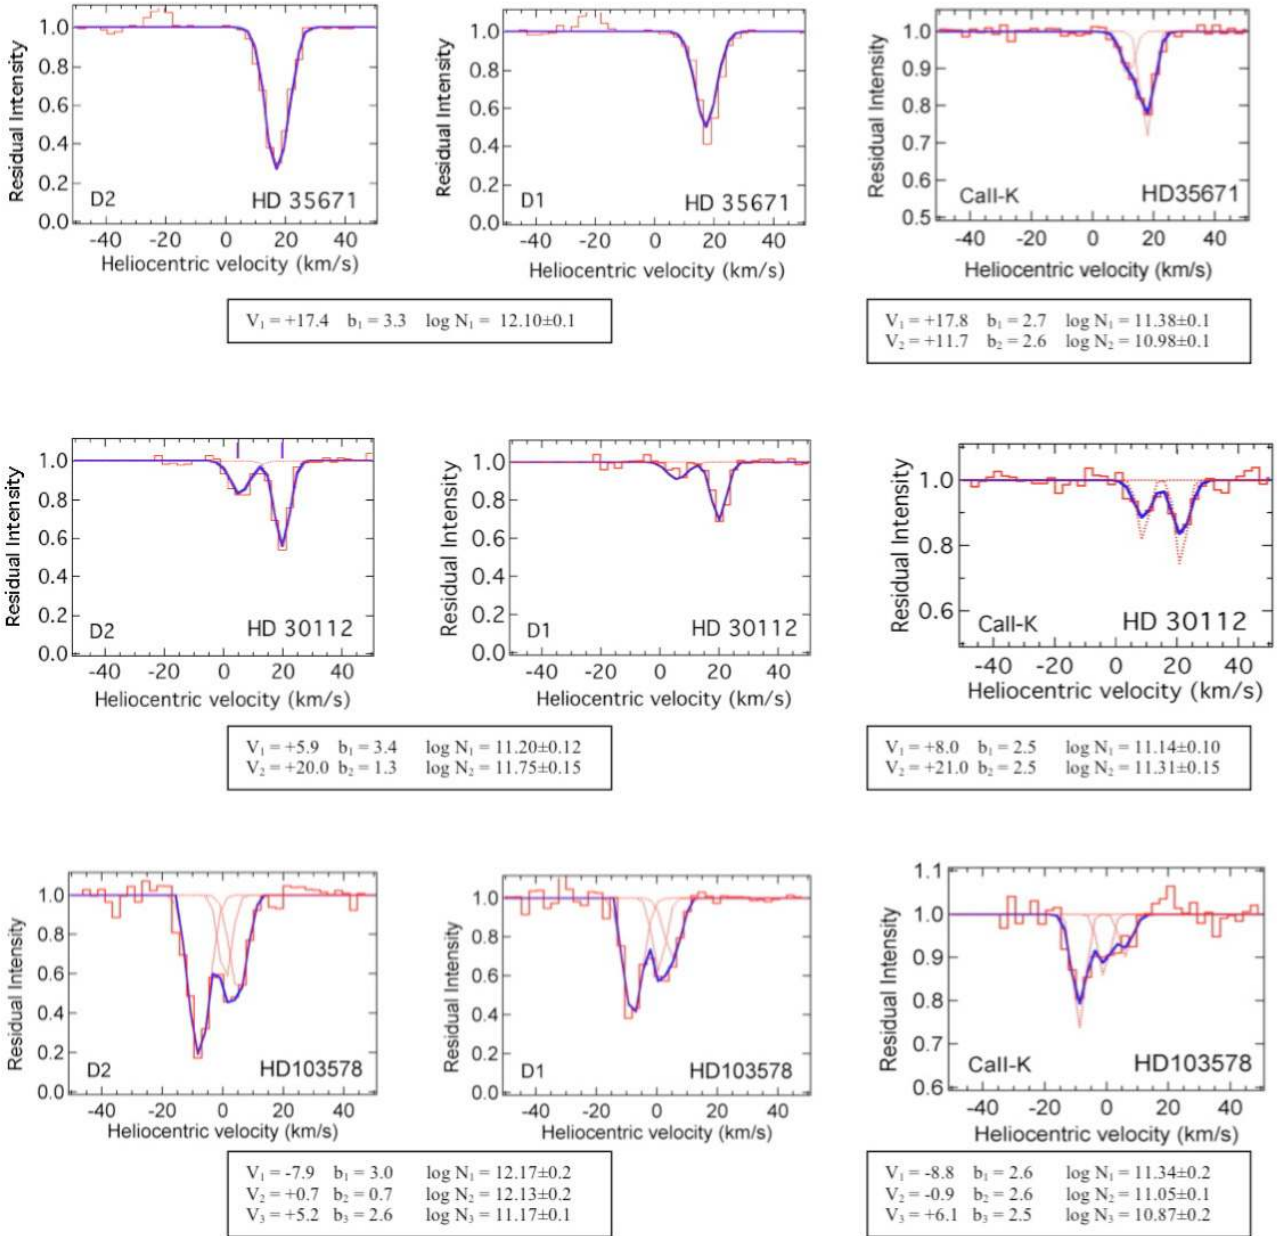 1.0
0.8
0.6
0.4
0.2
0.0
Residual Intensity
D2
HD 35671
-40 -20 0 20 40
Heliocentric velocity (km/s)
1.0
0.8
0.6
0.4
0.2
0.0
Residual Intensity
D1
HD 35671
-40 -20 0 20 40
Heliocentric velocity (km/s)
1.0
0.9
0.8
0.7
0.6
0.5
Residual Intensity
CaII-K
HD35671
-40 -20 0 20 40
Heliocentric velocity (km/s)
V₁ = +17.4 b₁ = 3.3 log N₁ = 12.10±0.1
V₁ = +17.8 b₁ = 2.7 log N₁ = 11.38±0.1
V₂ = +11.7 b₂ = 2.6 log N₂ = 10.98±0.1
1.0
0.8
0.6
0.4
0.2
0.0
Residual Intensity
D2
HD 30112
-40 -20 0 20 40
Heliocentric velocity (km/s)
1.0
0.8
0.6
0.4
0.2
0.0
Residual Intensity
D1
HD 30112
-40 -20 0 20 40
Heliocentric velocity (km/s)
1.0
0.8
0.6
Residual Intensity
CaII-K
HD 30112
-40 -20 0 20 40
Heliocentric velocity (km/s)
V₁ = +5.9 b₁ = 3.4 log N₁ = 11.20±0.12
V₂ = +20.0 b₂ = 1.3 log N₂ = 11.75±0.15
V₁ = +8.0 b₁ = 2.5 log N₁ = 11.14±0.10
V₂ = +21.0 b₂ = 2.5 log N₂ = 11.31±0.15
1.0
0.8
0.6
0.4
0.2
0.0
Residual Intensity
D2
HD103578
-40 -20 0 20 40
Heliocentric velocity (km/s)
1.0
0.8
0.6
0.4
0.2
0.0
Residual Intensity
D1
HD103578
-40 -20 0 20 40
Heliocentric velocity (km/s)
1.1
1.0
0.9
0.8
0.7
0.6
Residual Intensity
CaII-K
HD103578
-40 -20 0 20 40
Heliocentric velocity (km/s)
V₁ = -7.9 b₁ = 3.0 log N₁ = 12.17±0.2
V₂ = +0.7 b₂ = 0.7 log N₂ = 12.13±0.2
V₃ = +5.2 b₃ = 2.6 log N₃ = 11.17±0.1
V₁ = -8.8 b₁ = 2.6 log N₁ = 11.34±0.2
V₂ = -0.9 b₂ = 2.6 log N₂ = 11.05±0.1
V₃ = +6.1 b₃ = 2.5 log N₃ = 10.87±0.2